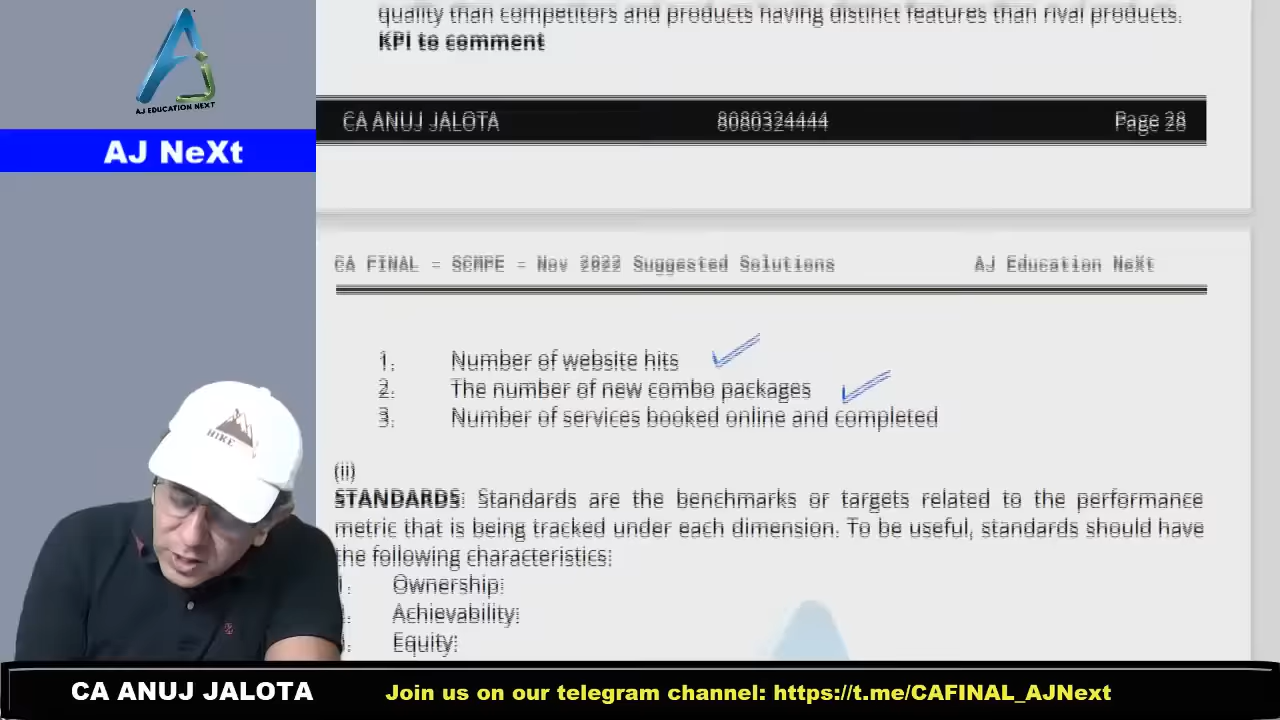 quality than competitors and products having distinct features than rival products.
KPI to comment
AJ EDUCATION NEXT
CA ANUJ JALOTA 8080324444 Page 28
AJ NeXt
CA FINAL – SCMPE – Nov 2022 Suggested Solutions AJ Education NeXt
1. Number of website hits
2. The number of new combo packages
3. Number of services booked online and completed
HIKE
(ii)
STANDARDS: Standards are the benchmarks or targets related to the performance
metric that is being tracked under each dimension. To be useful, standards should have
the following characteristics:
Ownership:
Achievability:
Equity:
CA ANUJ JALOTA Join us on our telegram channel: https://t.me/CAFINAL_AJNext